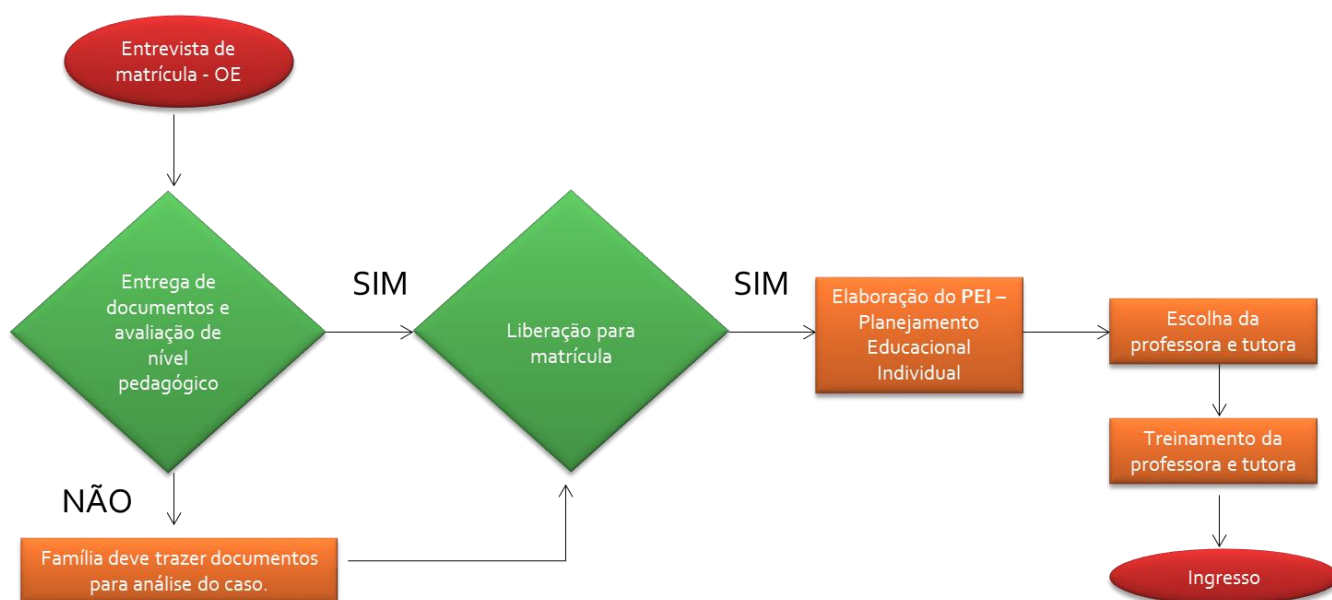 Entrevista de
matrícula - OE
Entrega de
documentos e
avaliação de
nível
pedagógico
SIM
Liberação para
matrícula
SIM
Elaboração do PEI –
Planejamento
Educacional
Individual
Escolha da
professora e tutora
Treinamento da
professora e tutora
Ingresso
NÃO
Família deve trazer documentos
para análise do caso.